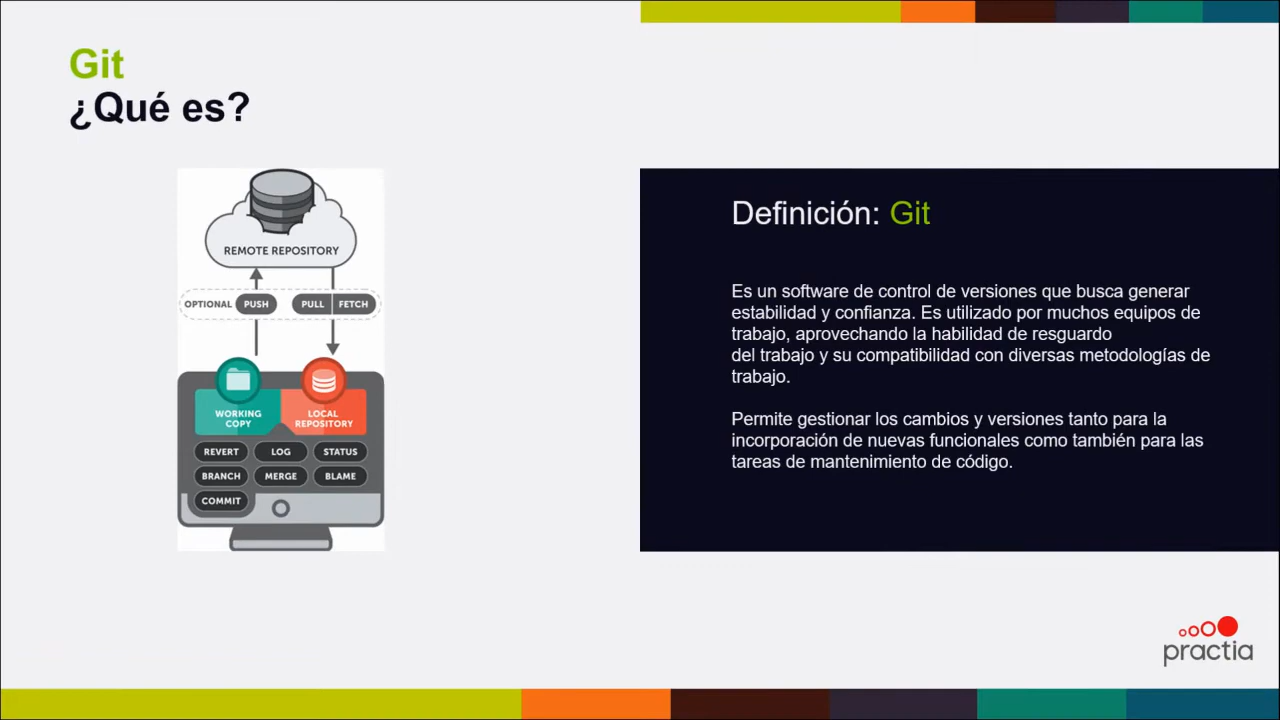 Git
¿Qué es?
REMOTE REPOSITORY
OPTIONAL PUSH PULL FETCH
WORKING
COPY
LOCAL
REPOSITORY
REVERT LOG STATUS
BRANCH MERGE BLAME
COMMIT
Definición: Git
Es un software de control de versiones que busca generar
estabilidad y confianza. Es utilizado por muchos equipos de
trabajo, aprovechando la habilidad de resguardo
del trabajo y su compatibilidad con diversas metodologías de
trabajo.
Permite gestionar los cambios y versiones tanto para la
incorporación de nuevas funcionales como también para las
tareas de mantenimiento de código.
practia